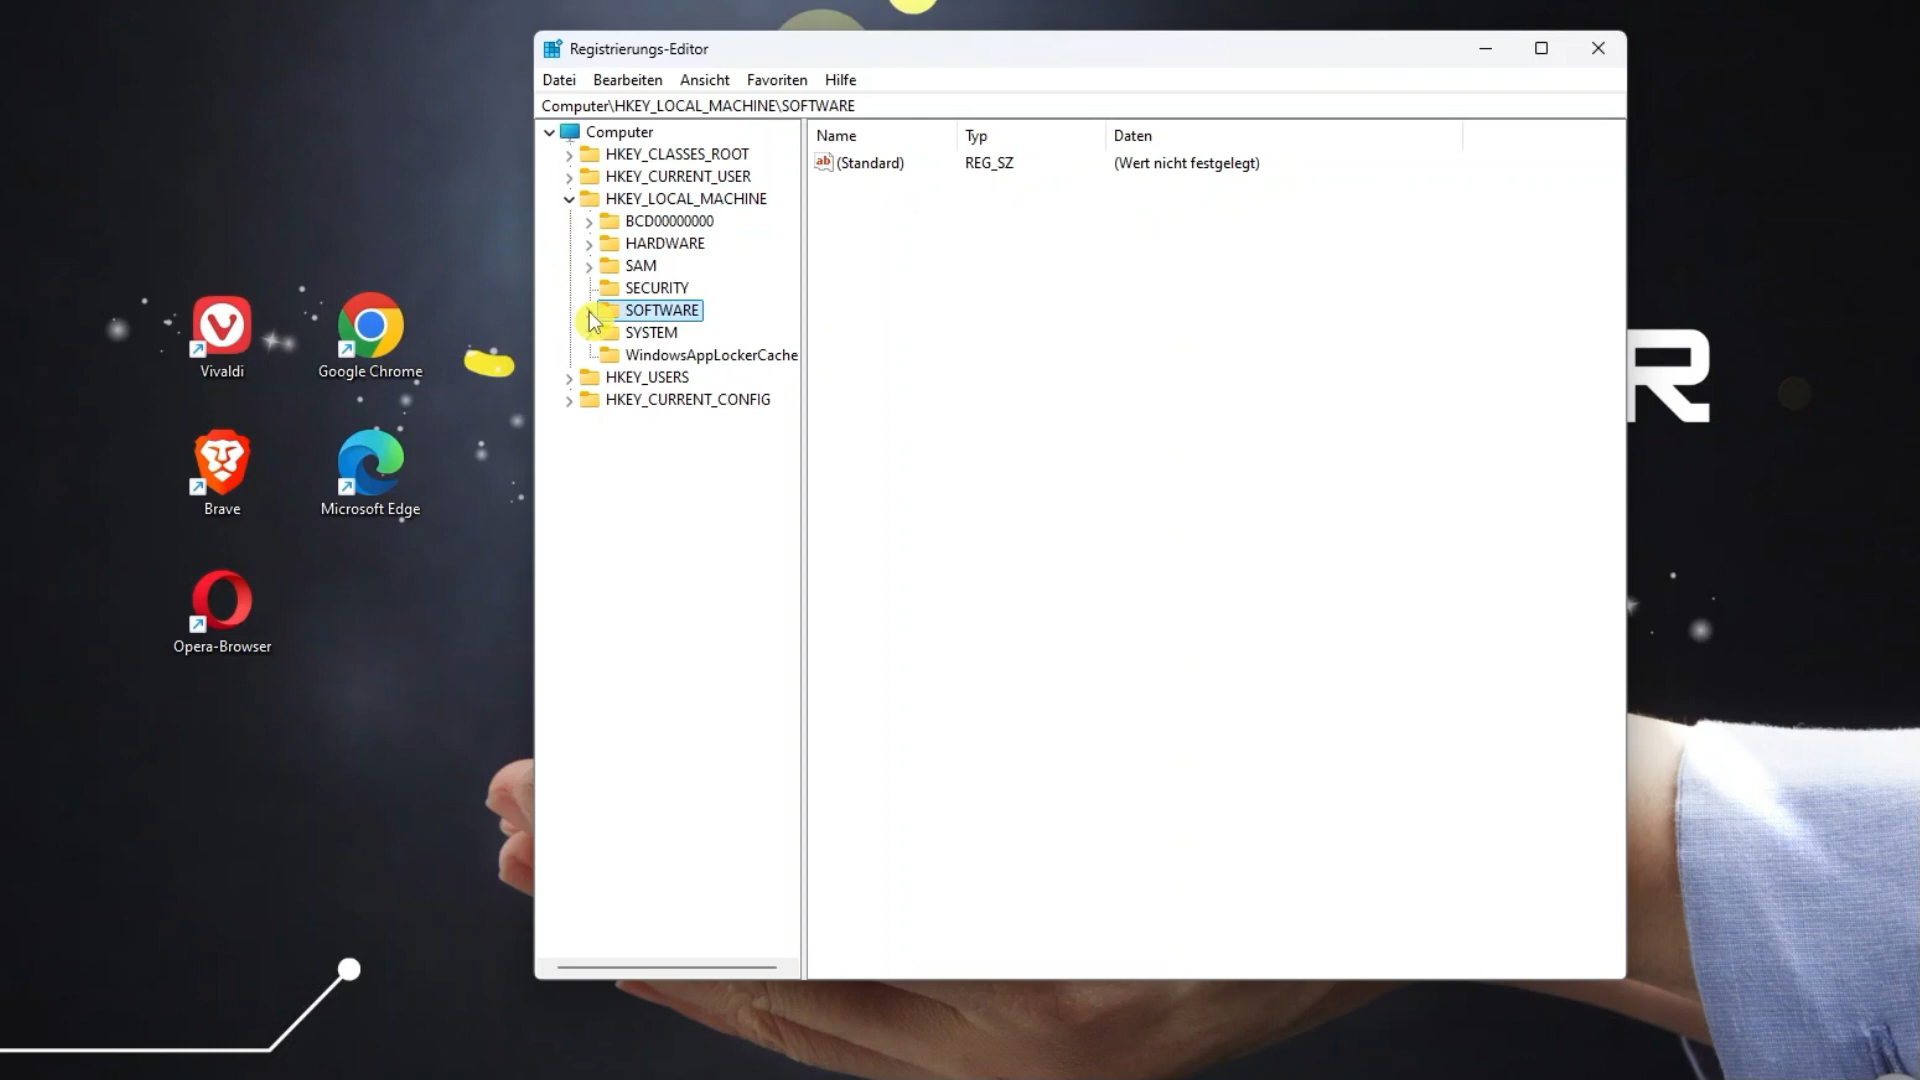 Registrierungs-Editor
Datei Bearbeiten Ansicht Favoriten Hilfe
Computer\HKEY_LOCAL_MACHINE\SOFTWARE
Computer
HKEY_CLASSES_ROOT
HKEY_CURRENT_USER
HKEY_LOCAL_MACHINE
BCD00000000
HARDWARE
SAM
SECURITY
SOFTWARE
SYSTEM
WindowsAppLockerCache
HKEY_USERS
HKEY_CURRENT_CONFIG
Name Typ Daten
(Standard) REG_SZ (Wert nicht festgelegt)
Vivaldi
Google Chrome
Brave
Microsoft Edge
Opera-Browser
R